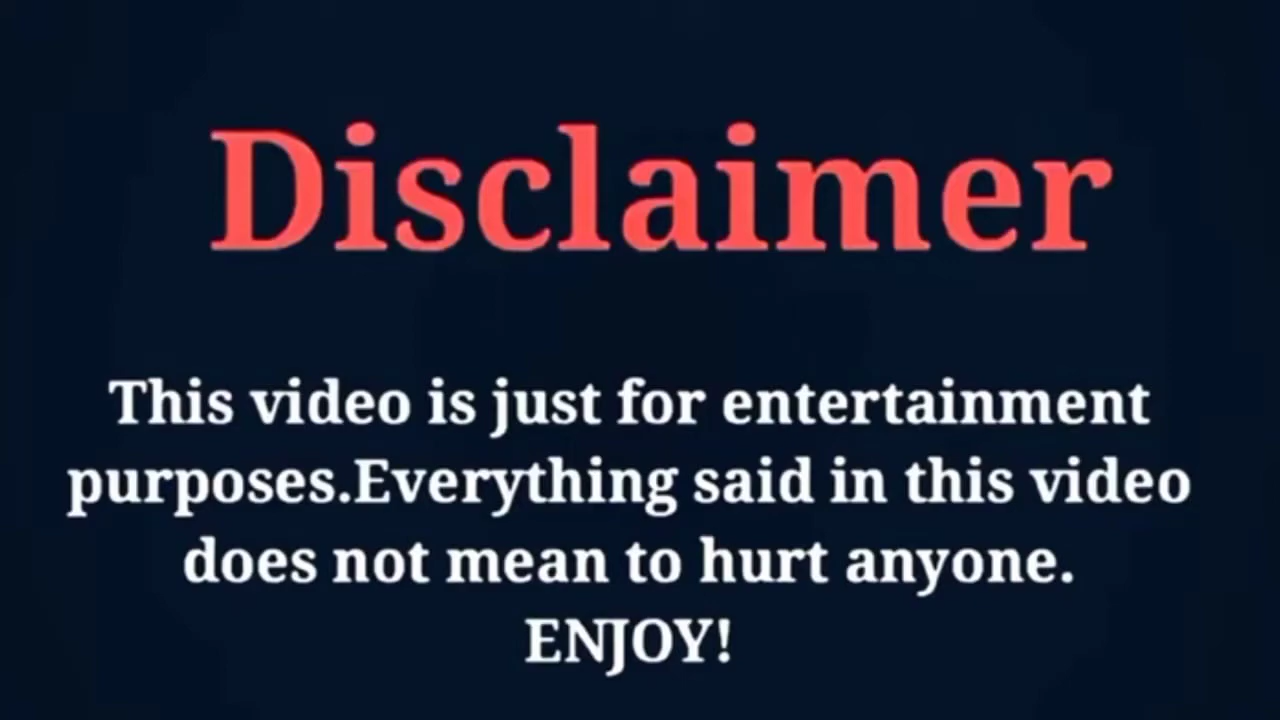 Disclaimer
This video is just for entertainment
purposes.Everything said in this video
does not mean to hurt anyone.
ENJOY!